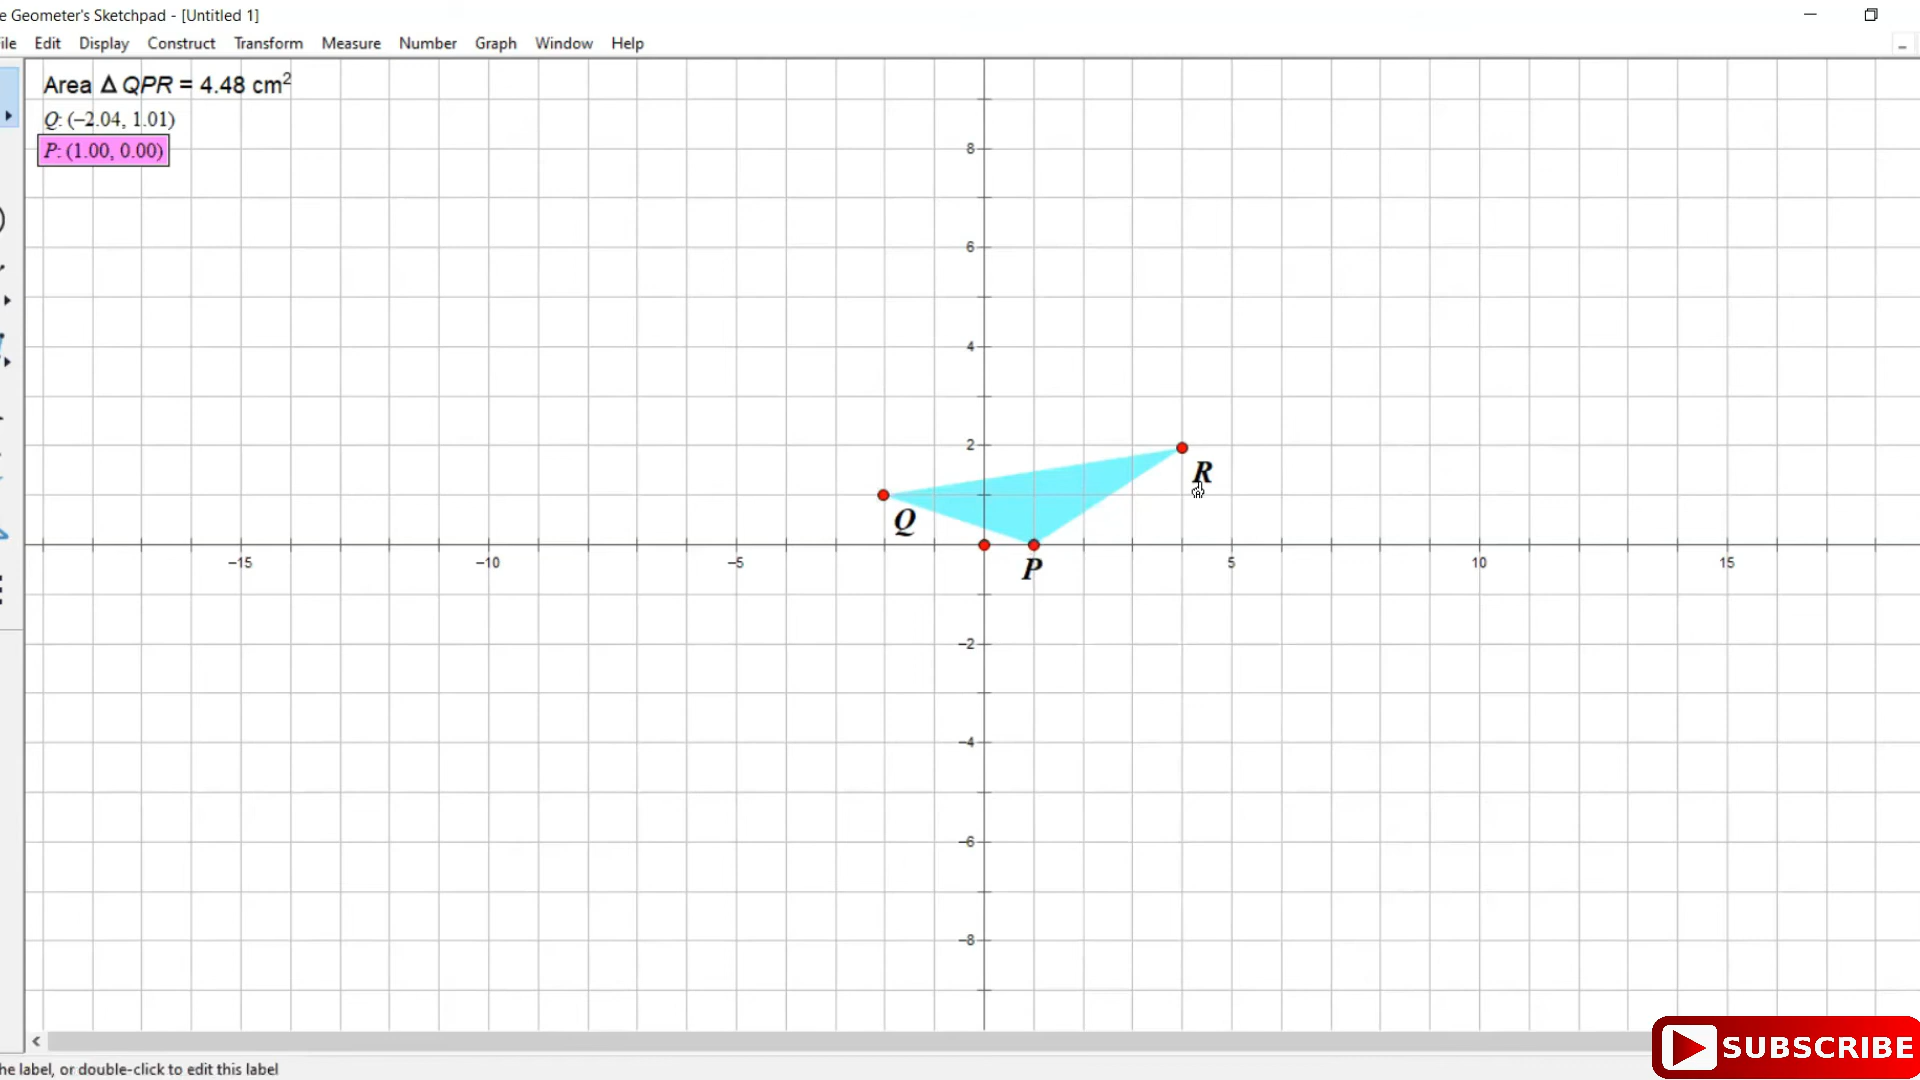 e Geometer's Sketchpad - [Untitled 1]
ile Edit Display Construct Transform Measure Number Graph Window Help
Area Δ QPR = 4.48 cm²
Q: (−2.04, 1.01)
P: (1.00, 0.00)
8
6
4
2
R
Q
−15 −10 −5 5 10 15
P
−2
−4
−6
−8
SUBSCRIBE
he label, or double-click to edit this label